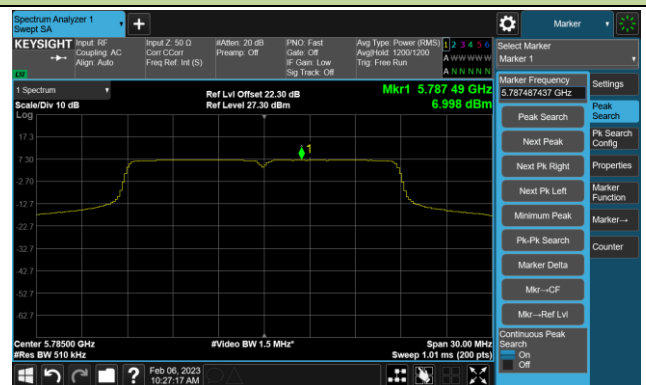 Spectrum Analyzer 1
Swept SA
Marker
KEYSIGHT
Input: RF
Coupling: AC
Align: Auto
Input Z: 50 Ω
Corr CCorr
Freq Ref: Int (S)
#Atten: 20 dB
Preamp: Off
PNO: Fast
Gate: Off
IF Gain: Low
Sig Track: Off
Avg Type: Power (RMS)
Avg|Hold: 1200/1200
Trig: Free Run
1 2 3 4 5 6
A W W W W W
A N N N N N
LW
Select Marker
Marker 1
1 Spectrum
Scale/Div 10 dB
Log
Ref Lvl Offset 22.30 dB
Ref Level 27.30 dBm
Mkr1 5.787 49 GHz
6.998 dBm
17.3
7.30
-2.70
-12.7
-22.7
-32.7
-42.7
-52.7
-62.7
1
Center 5.78500 GHz
#Res BW 510 kHz
#Video BW 1.5 MHz*
Span 30.00 MHz
Sweep 1.01 ms (200 pts)
Marker Frequency
5.787487437 GHz
Peak Search
Next Peak
Next Pk Right
Next Pk Left
Minimum Peak
Pk-Pk Search
Marker Delta
Mkr→CF
Mkr→Ref Lvl
Continuous Peak
Search
On
Off
Settings
Peak
Search
Pk Search
Config
Properties
Marker
Function
Marker→
Counter
?
Feb 06, 2023
10:27:17 AM